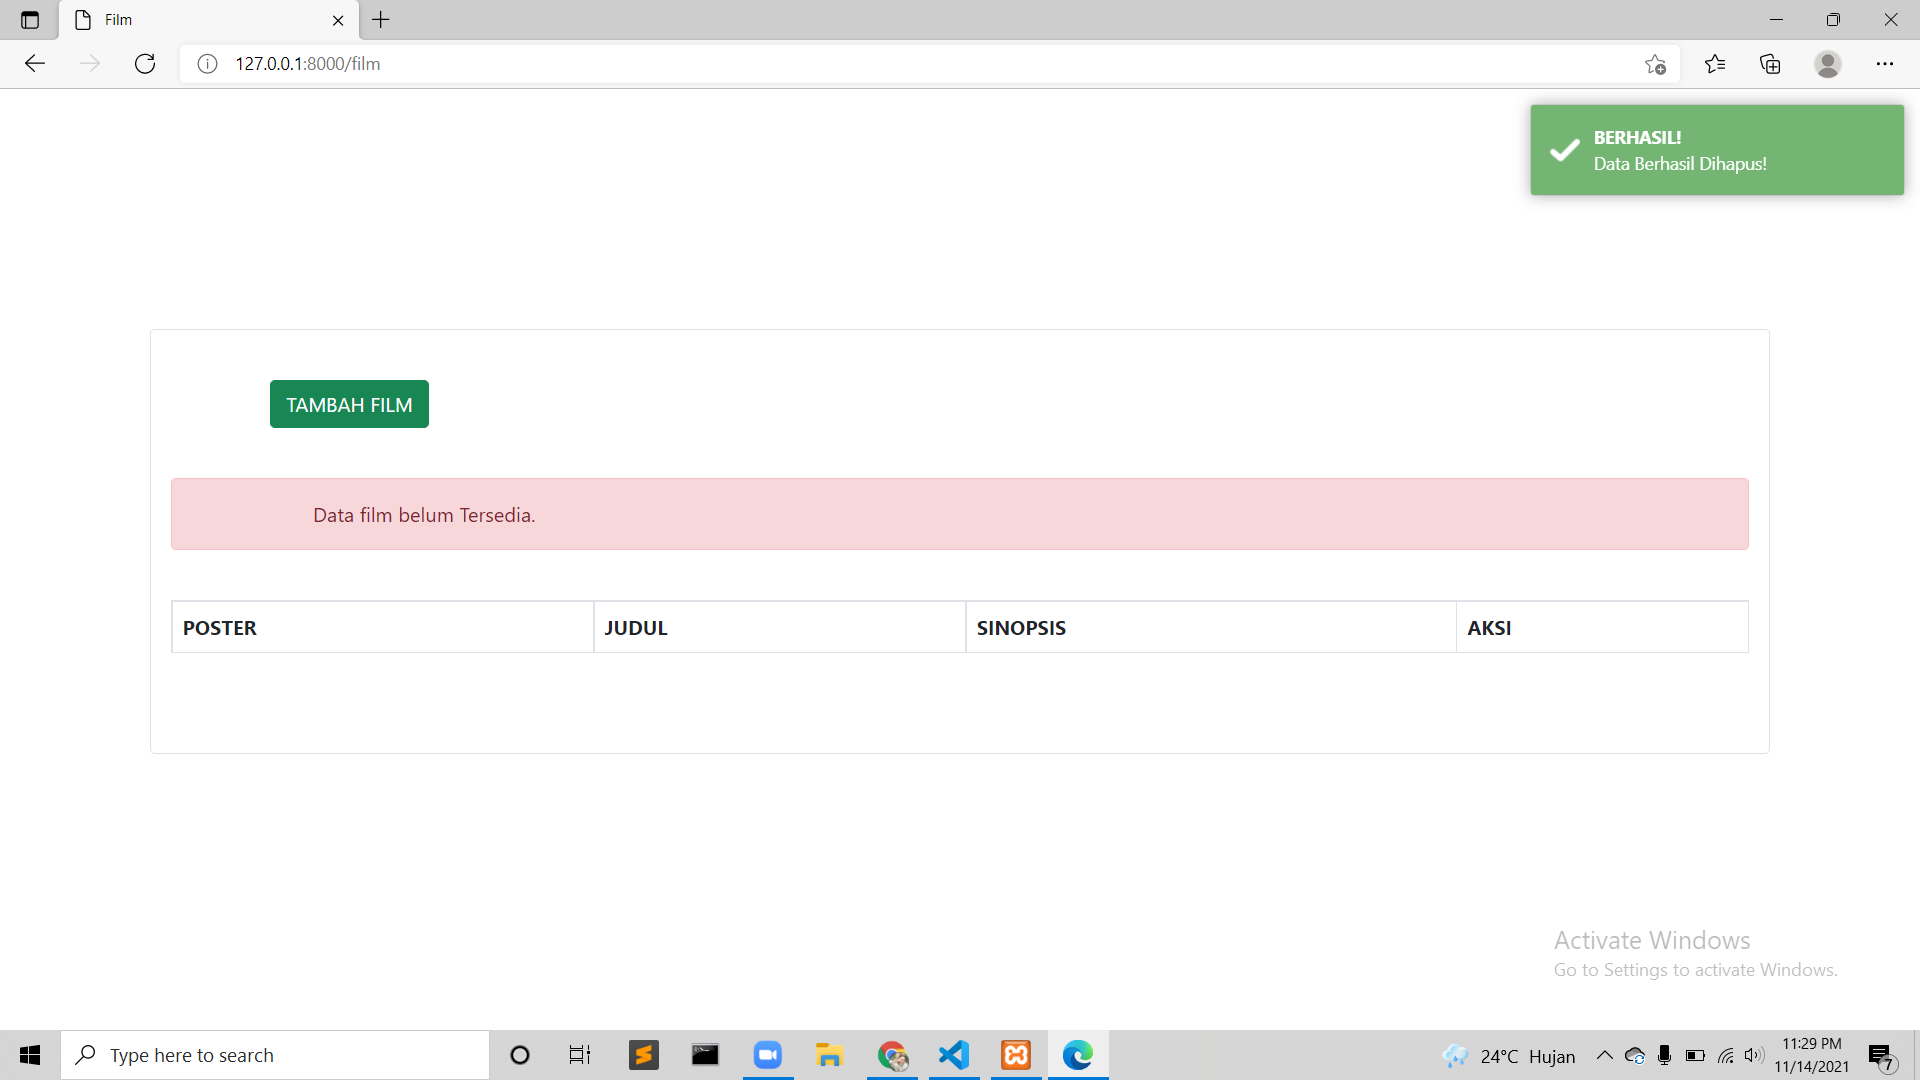 Film
127.0.0.1:8000/film
BERHASIL!
Data Berhasil Dihapus!
TAMBAH FILM
Data film belum Tersedia.
POSTER JUDUL SINOPSIS AKSI
Activate Windows
Go to Settings to activate Windows.
Type here to search
24°C Hujan
11:29 PM
11/14/2021
7